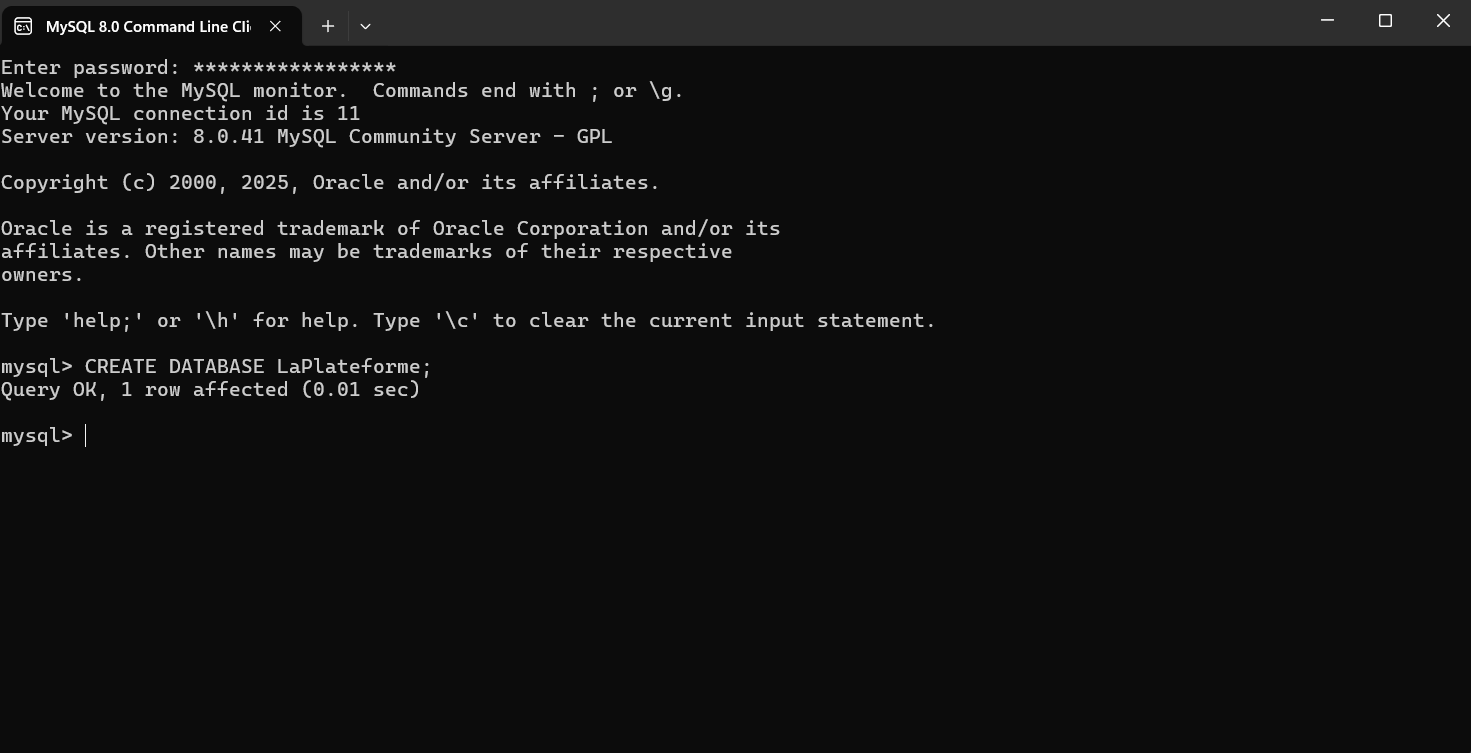 MySQL 8.0 Command Line Cli
Enter password: *****************
Welcome to the MySQL monitor.  Commands end with ; or \g.
Your MySQL connection id is 11
Server version: 8.0.41 MySQL Community Server - GPL
Copyright (c) 2000, 2025, Oracle and/or its affiliates.
Oracle is a registered trademark of Oracle Corporation and/or its
affiliates. Other names may be trademarks of their respective
owners.
Type 'help;' or '\h' for help. Type '\c' to clear the current input statement.
mysql> CREATE DATABASE LaPlateforme;
Query OK, 1 row affected (0.01 sec)
mysql>